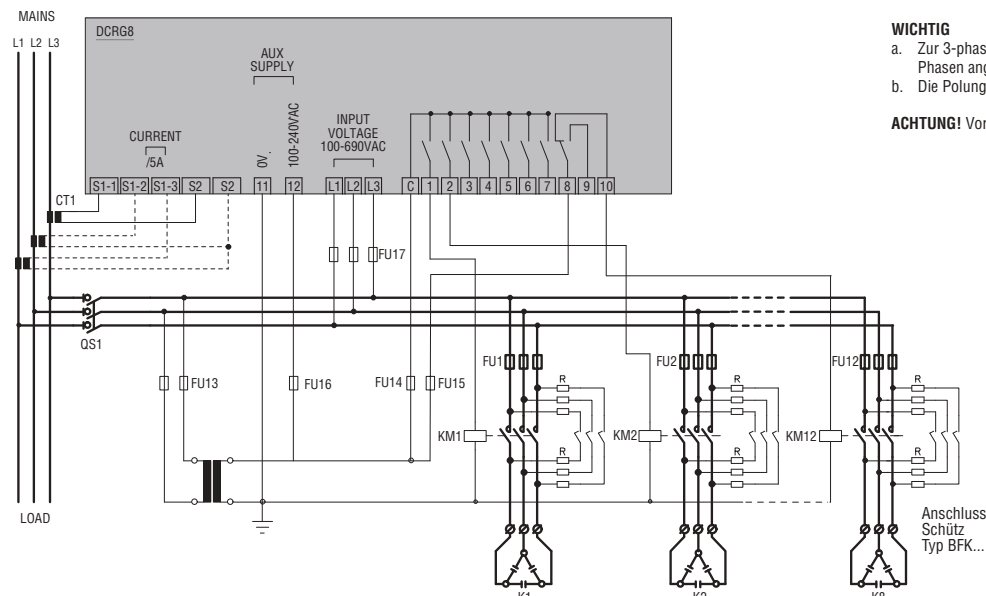 MAINS
L1 L2 L3
DCRG8
AUX
SUPPLY
0V.
100-240VAC
CURRENT
/5A
INPUT
VOLTAGE
100-690VAC
S1-1 S1-2 S1-3 S2 S2 11 12 L1 L2 L3 C 1 2 3 4 5 6 7 8 9 10
WICHTIG
a. Zur 3-phas
Phasen ang
b. Die Polung
ACHTUNG! Vor
CT1
FU17
QS1
FU1
FU2
FU12
FU13
FU16
FU14
FU15
R
R
R
KM1
KM2
KM12
R
R
R
LOAD
Anschluss
Schütz
Typ BFK...
K1
K2
K8